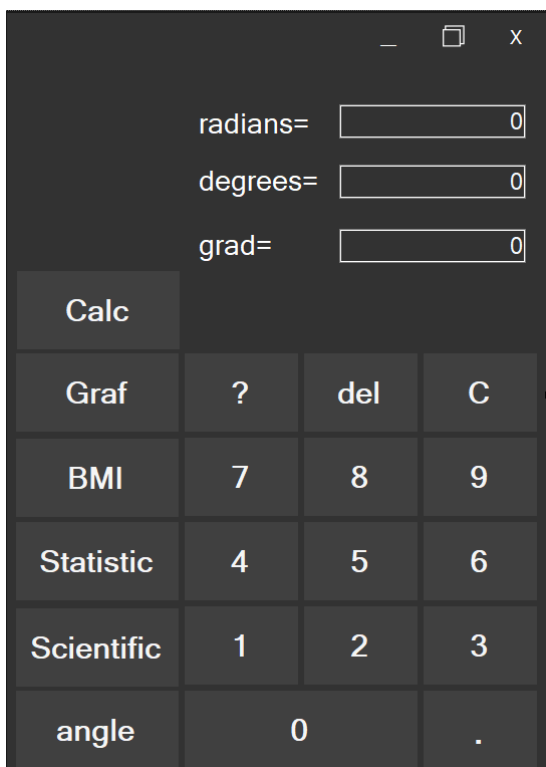 _ X
radians= 0
degrees= 0
grad= 0
Calc
Graf ? del C
BMI 7 8 9
Statistic 4 5 6
Scientific 1 2 3
angle 0 .